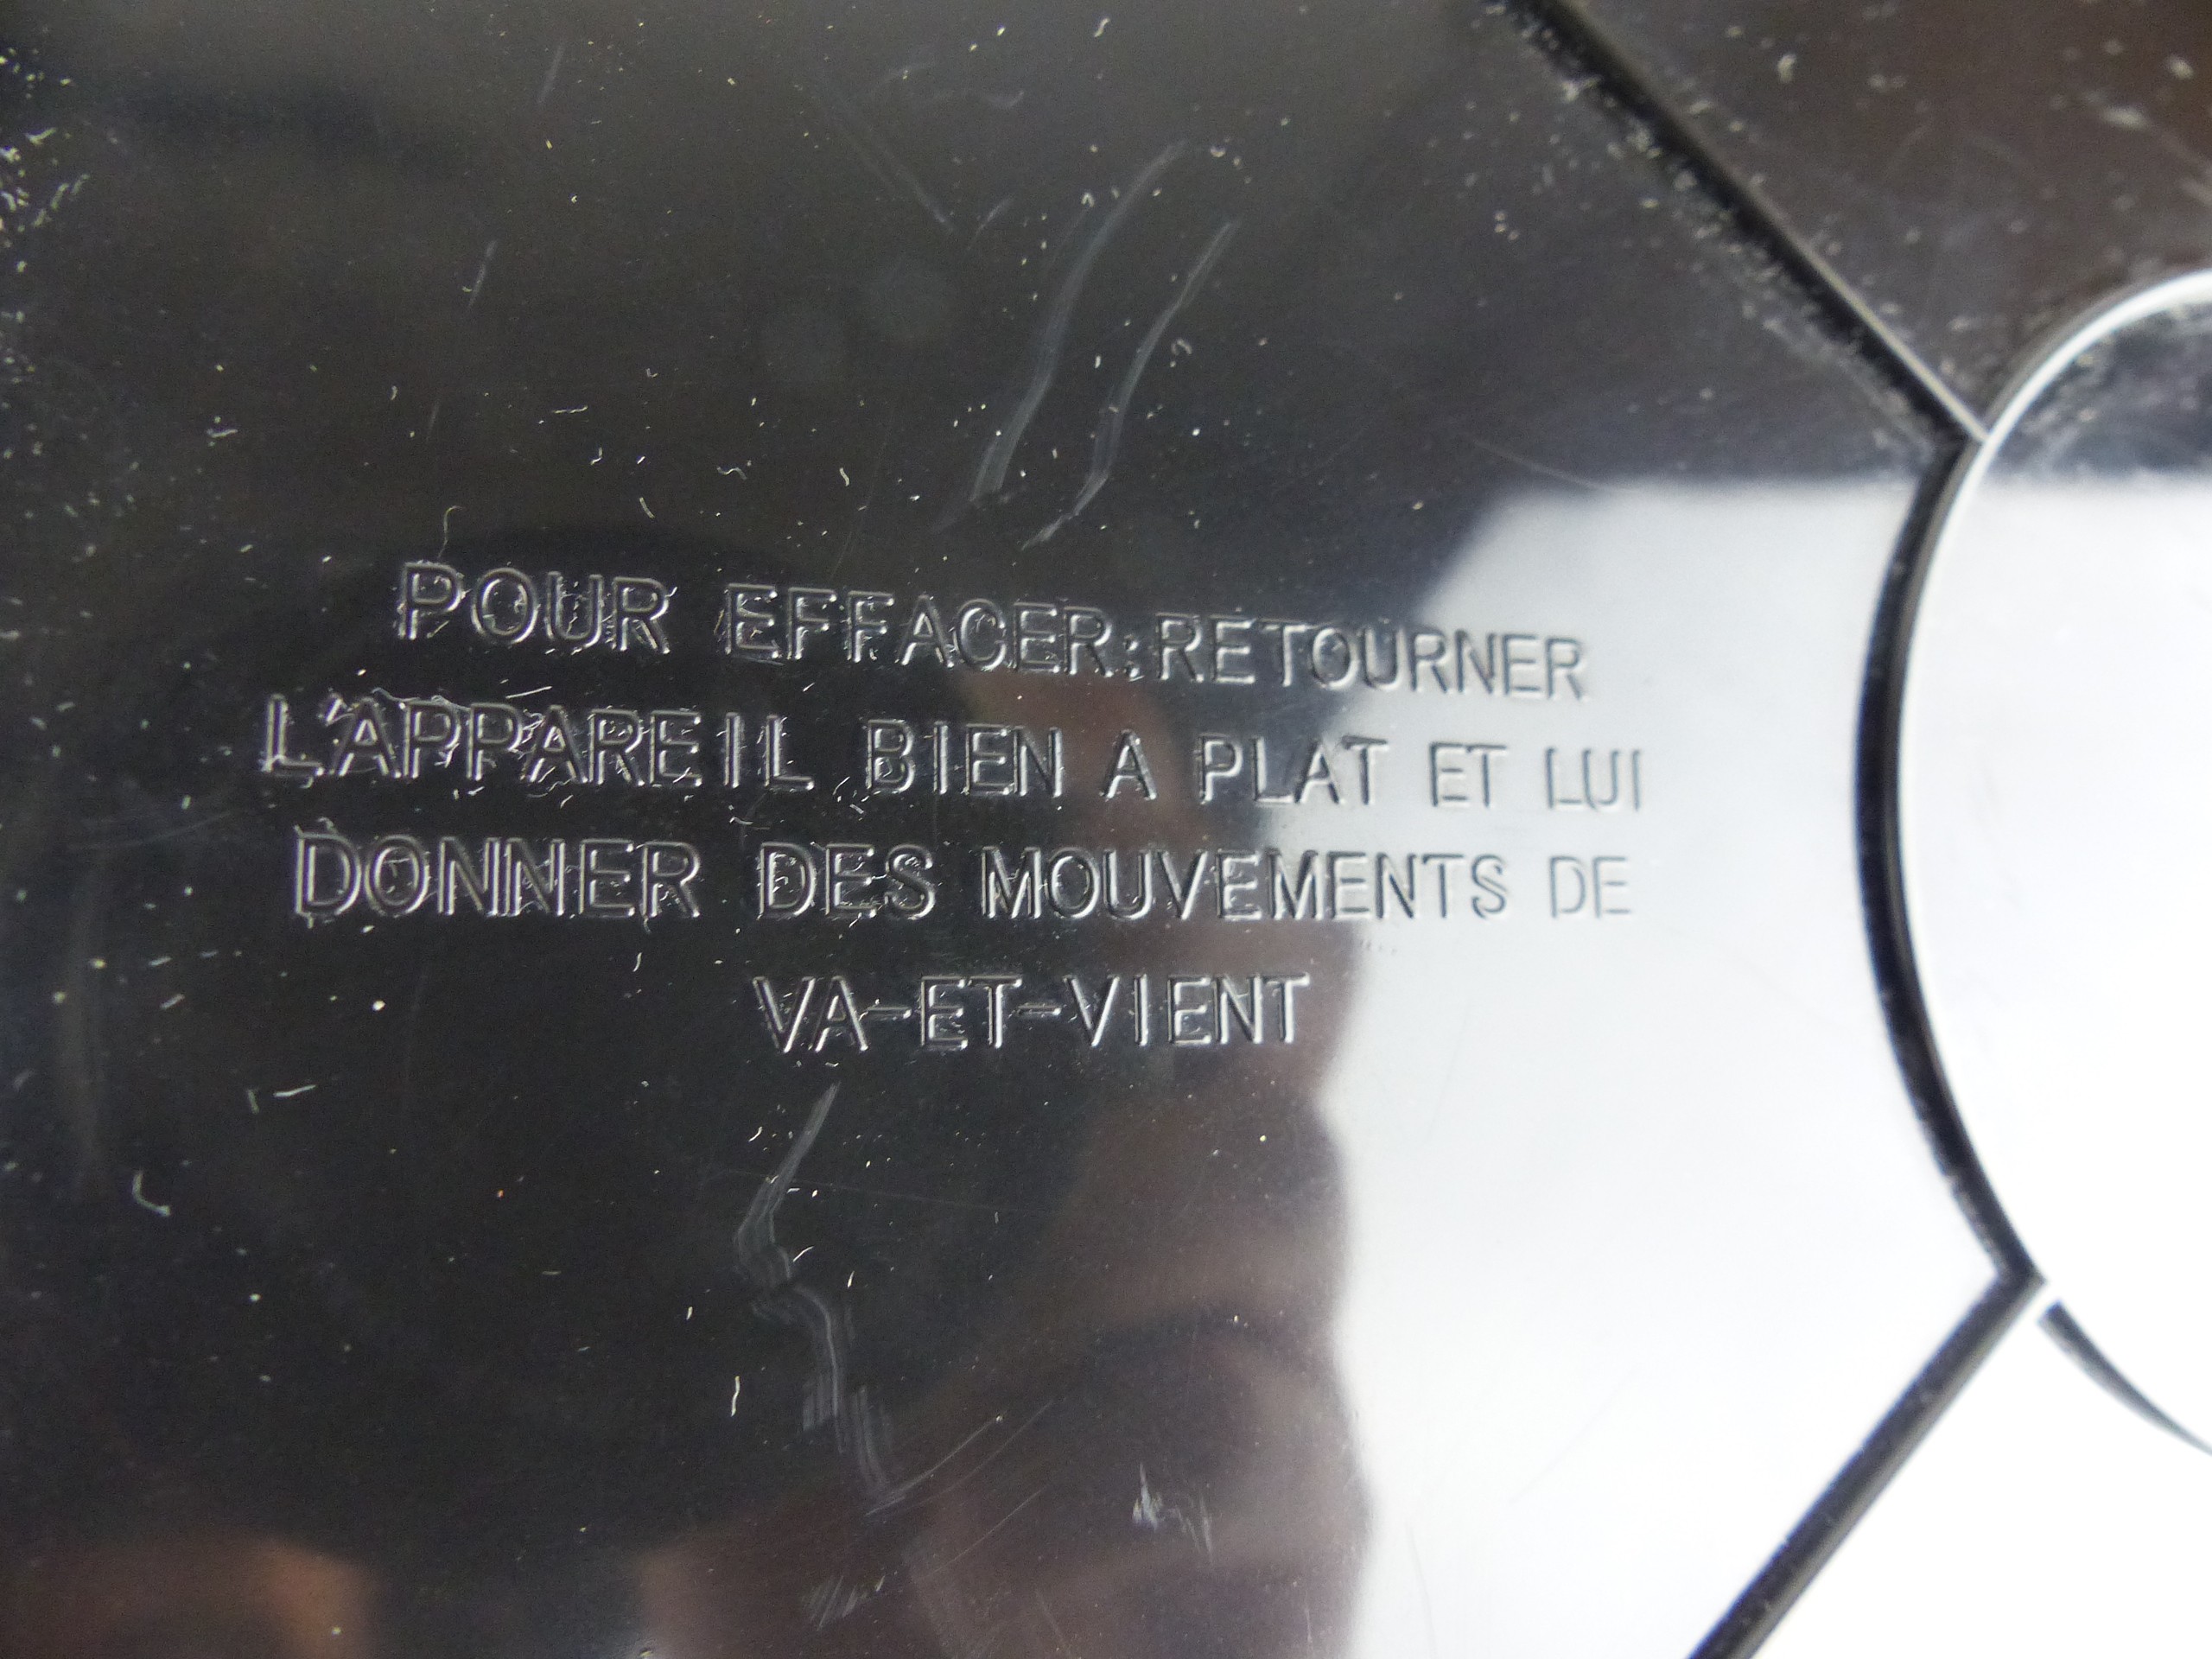 POUR EFFACER:RETOURNER
L'APPAREIL BIEN A PLAT ET LUI
DONNER DES MOUVEMENTS DE
VA-ET-VIENT